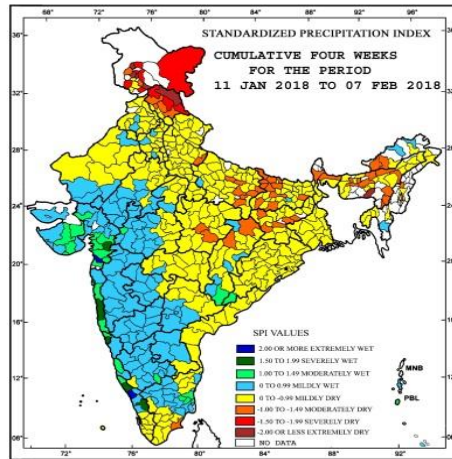 72° 76° 80° 84° 88° 92° 96°
STANDARDIZED PRECIPITATION INDEX
CUMULATIVE FOUR WEEKS
FOR THE PERIOD
11 JAN 2018 TO 07 FEB 2018
36°
32°
28°
24°
20°
16°
12°
08°
SPI VALUES
2.00 OR MORE EXTREMELY WET
1.50 TO 1.99 SEVERELY WET
1.00 TO 1.49 MODERATELY WET
0 TO 0.99 MILDLY WET
0 TO -0.99 MILDLY DRY
-1.00 TO -1.49 MODERATELY DRY
-1.50 TO -1.99 SEVERELY DRY
-2.00 OR LESS EXTREMELY DRY
NO DATA
MNB
PBL
72° 76° 80° 84° 88° 92° 96°